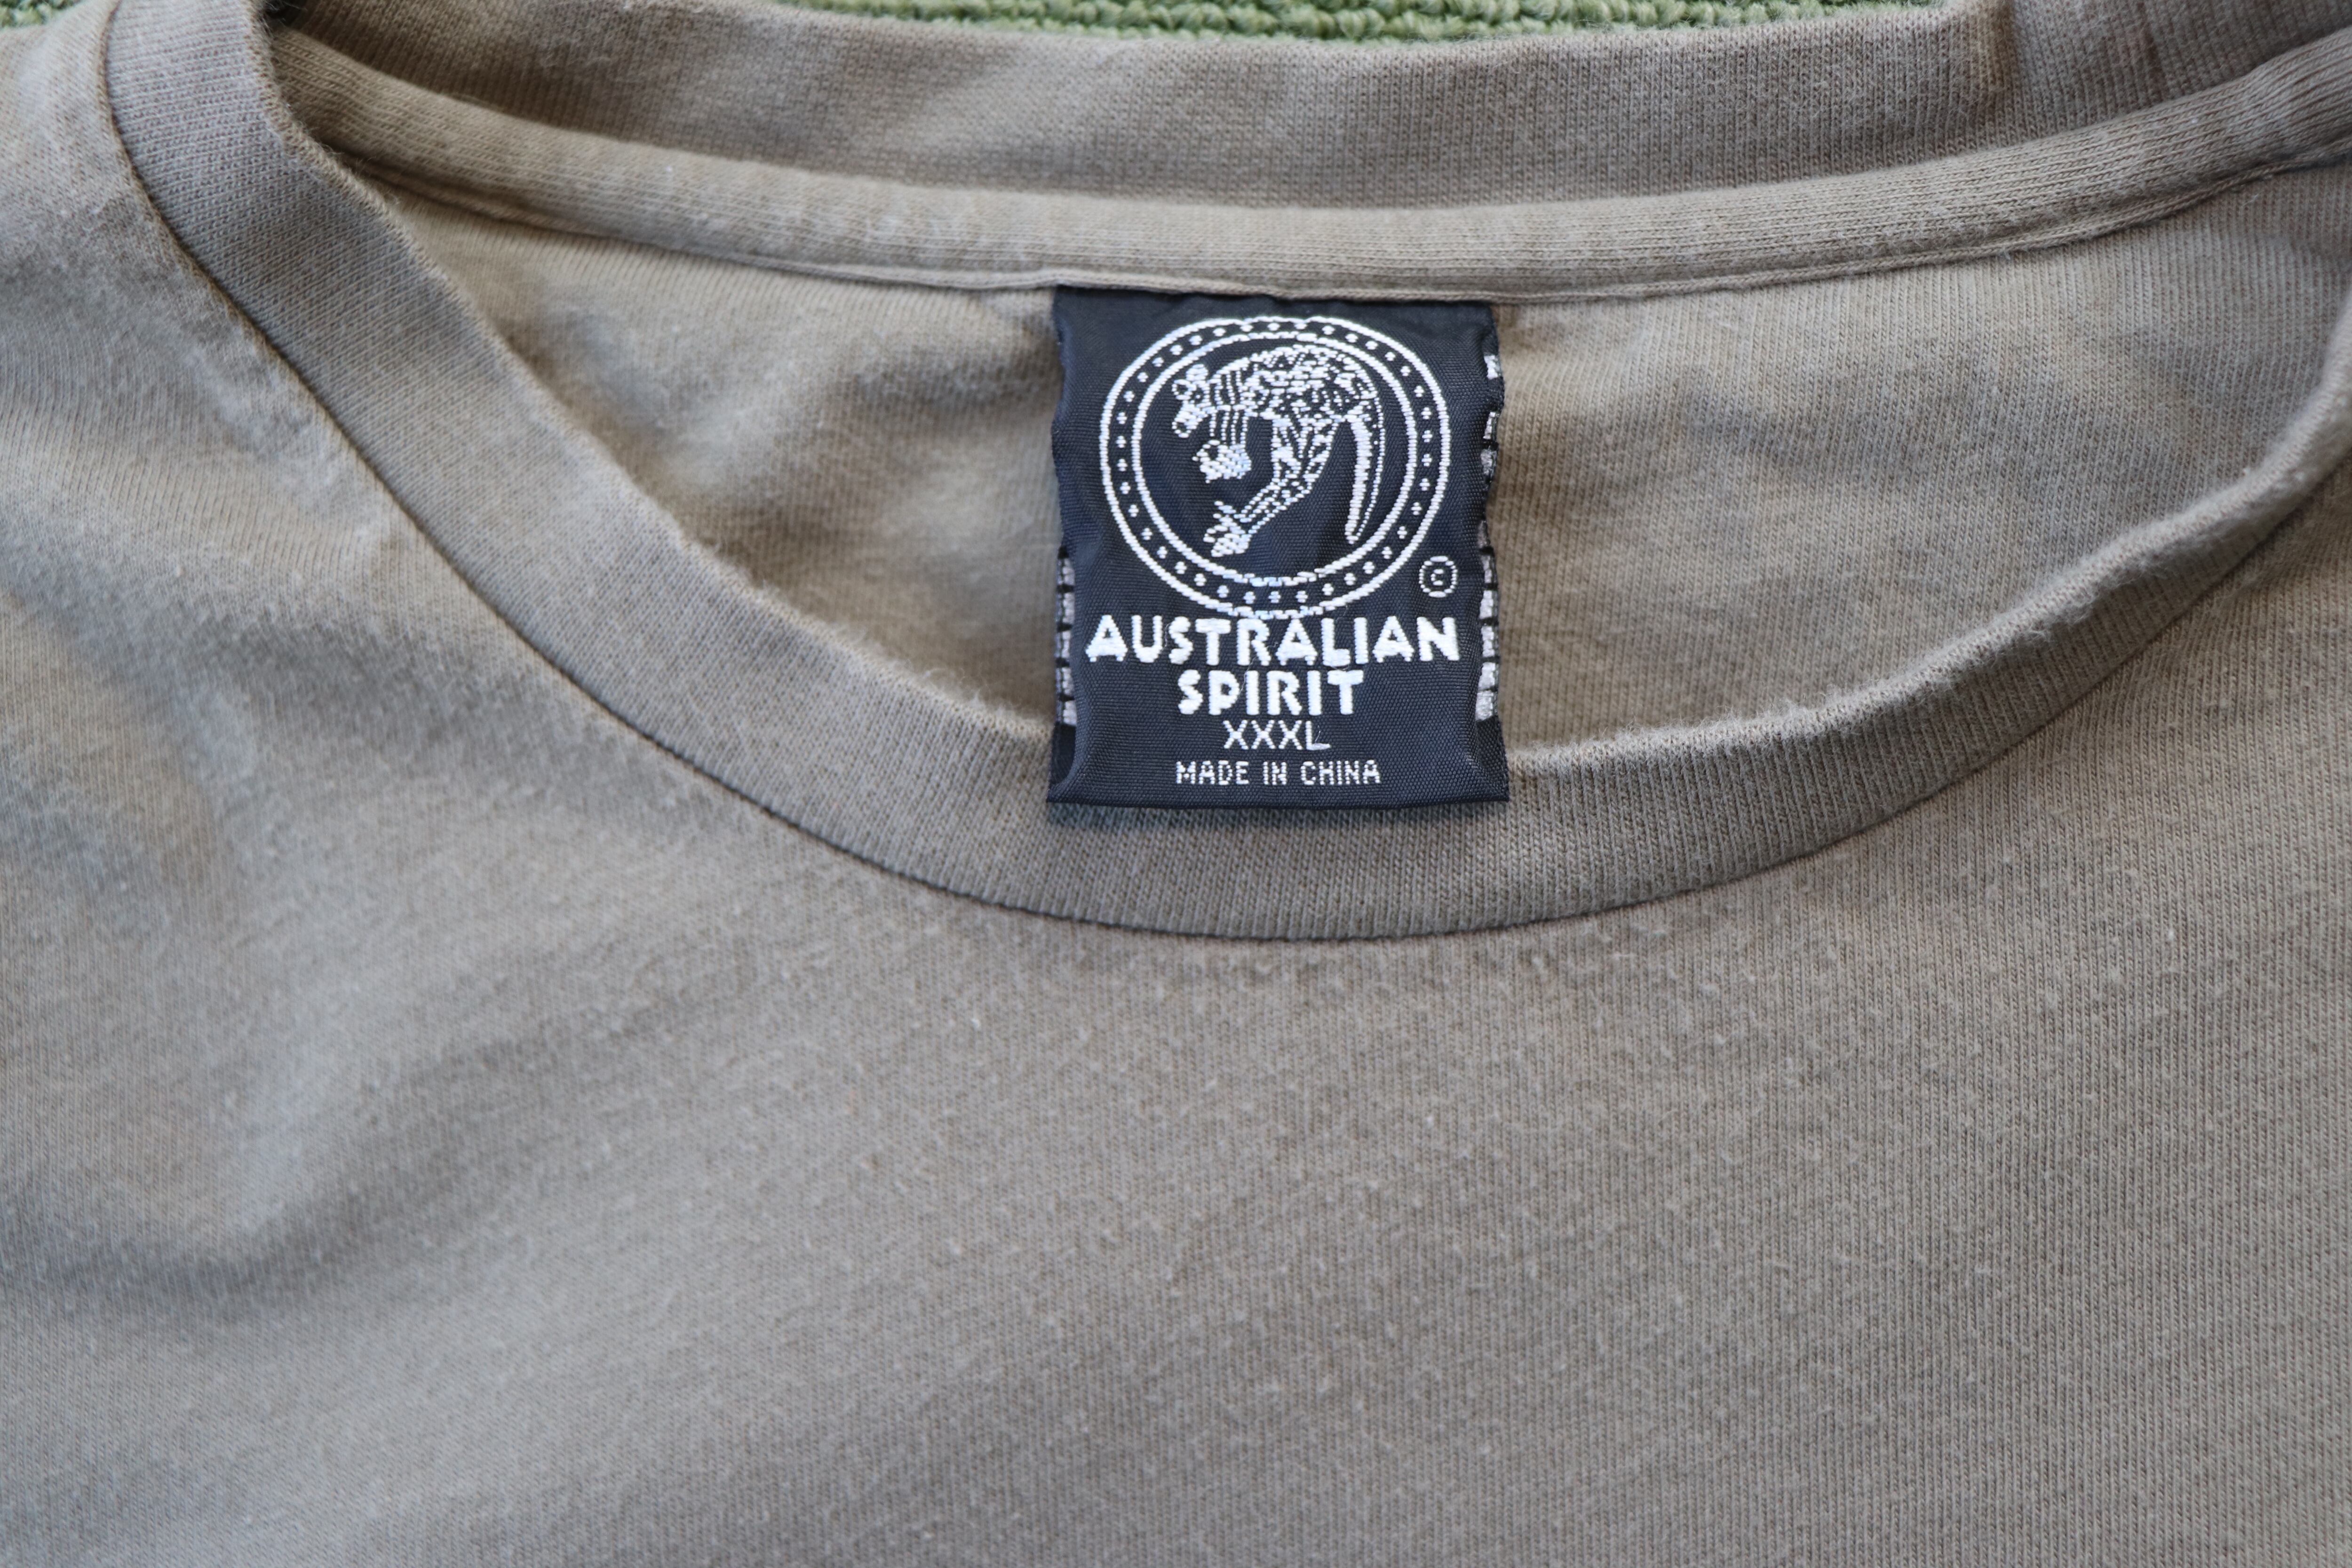 ©
AUSTRALIAN
SPIRIT
XXXL
MADE IN CHINA